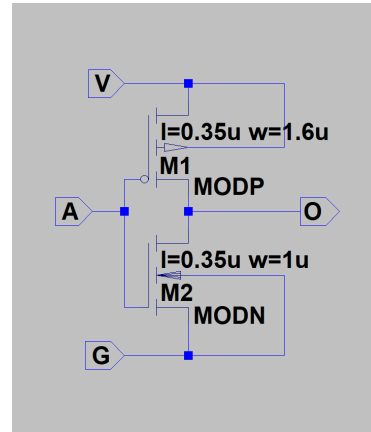 V
l=0.35u w=1.6u
M1
MODP
A
O
l=0.35u w=1u
M2
MODN
G